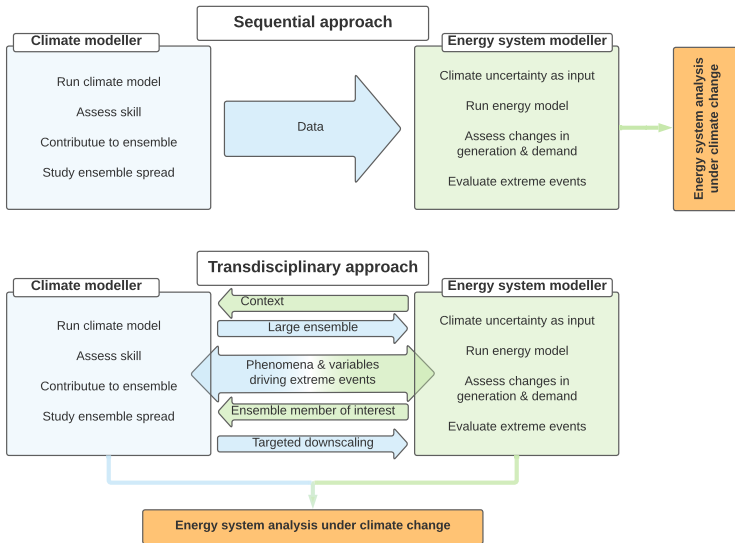 Sequential approach
Climate modeller
Run climate model
Assess skill
Contributue to ensemble
Study ensemble spread
Data
Energy system modeller
Climate uncertainty as input
Run energy model
Assess changes in
generation & demand
Evaluate extreme events
Energy system analysis
under climate change
Transdisciplinary approach
Climate modeller
Run climate model
Assess skill
Contributue to ensemble
Study ensemble spread
Context
Large ensemble
Phenomena & variables
driving extreme events
Ensemble member of interest
Targeted downscaling
Energy system modeller
Climate uncertainty as input
Run energy model
Assess changes in
generation & demand
Evaluate extreme events
Energy system analysis under climate change